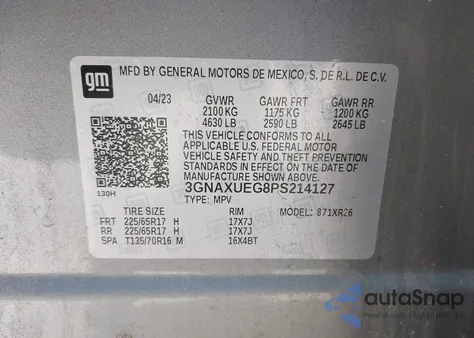 gm
MFD BY GENERAL MOTORS DE MEXICO, S. DE R.L. DE C.V.
04/23 GVWR GAWR FRT GAWR RR
2100 KG 1175 KG 1200 KG
4630 LB 2590 LB 2645 LB
THIS VEHICLE CONFORMS TO ALL
APPLICABLE U.S. FEDERAL MOTOR
VEHICLE SAFETY AND THEFT PREVENTION
STANDARDS IN EFFECT ON THE DATE OF
MANUFACTURE SHOWN ABOVE.
130H
3GNAXUEG8PS214127
TYPE: MPV MODEL: 871XR26
TIRE SIZE RIM
FRT 225/65R17 H 17X7J
RR 225/65R17 H 17X7J
SPA T135/70R16 M 16X4BT
autoSnap